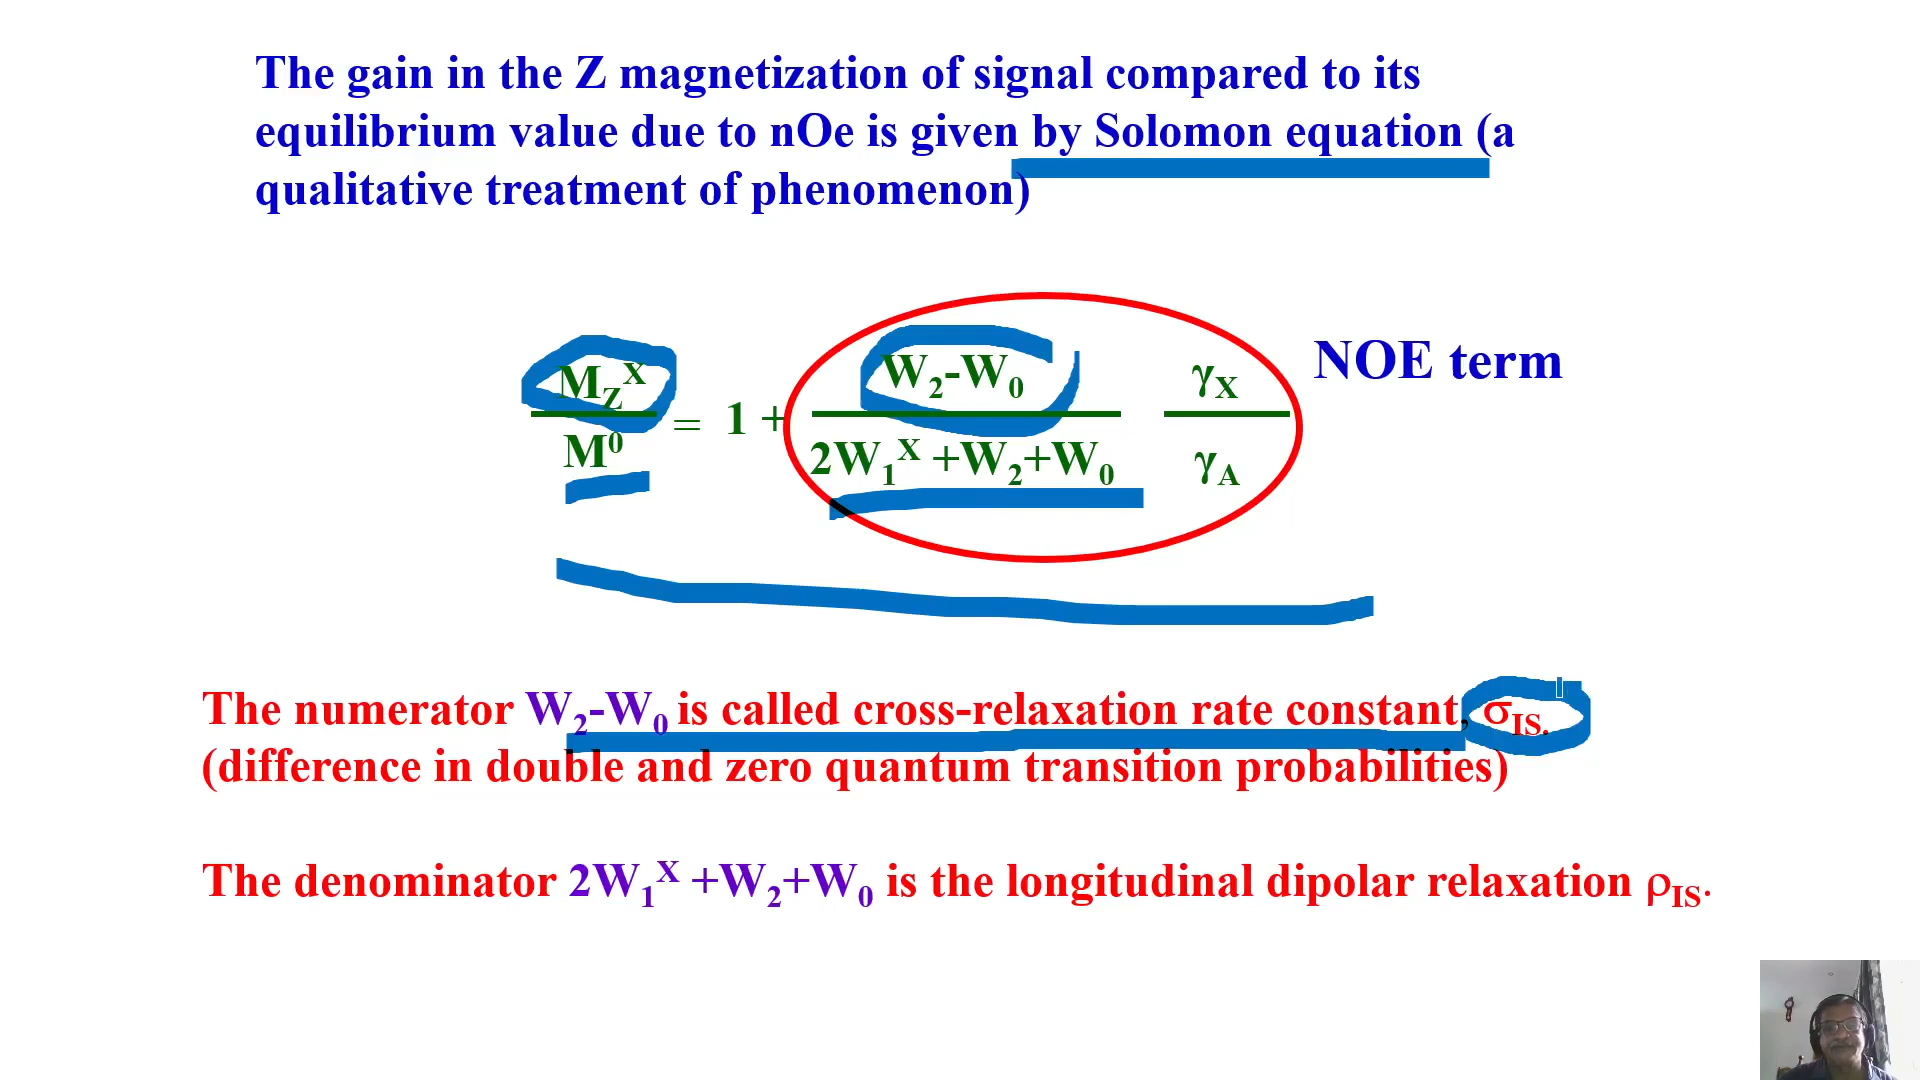 The gain in the Z magnetization of signal compared to its
equilibrium value due to nOe is given by Solomon equation (a
qualitative treatment of phenomenon)
M_Z^X / M^0 = 1 + (W_2-W_0) / (2W_1^X +W_2+W_0) γ_X / γ_A
NOE term
The numerator W_2-W_0 is called cross-relaxation rate constant, σ_IS.
(difference in double and zero quantum transition probabilities)
The denominator 2W_1^X +W_2+W_0 is the longitudinal dipolar relaxation ρ_IS.